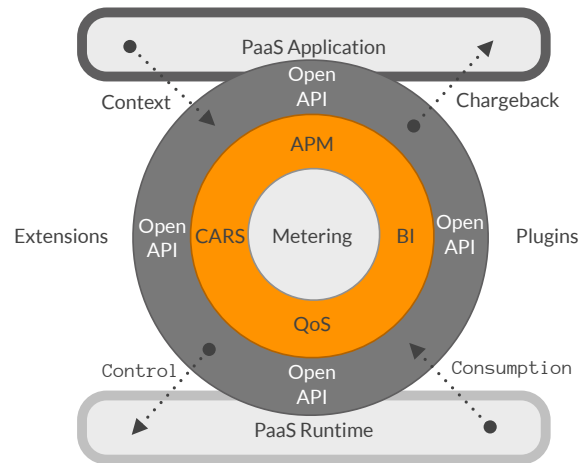 PaaS Application
Open
API
Context
Chargeback
APM
Extensions
Open
API
CARS
Metering
BI
Open
API
Plugins
QoS
Control
Consumption
Open
API
PaaS Runtime